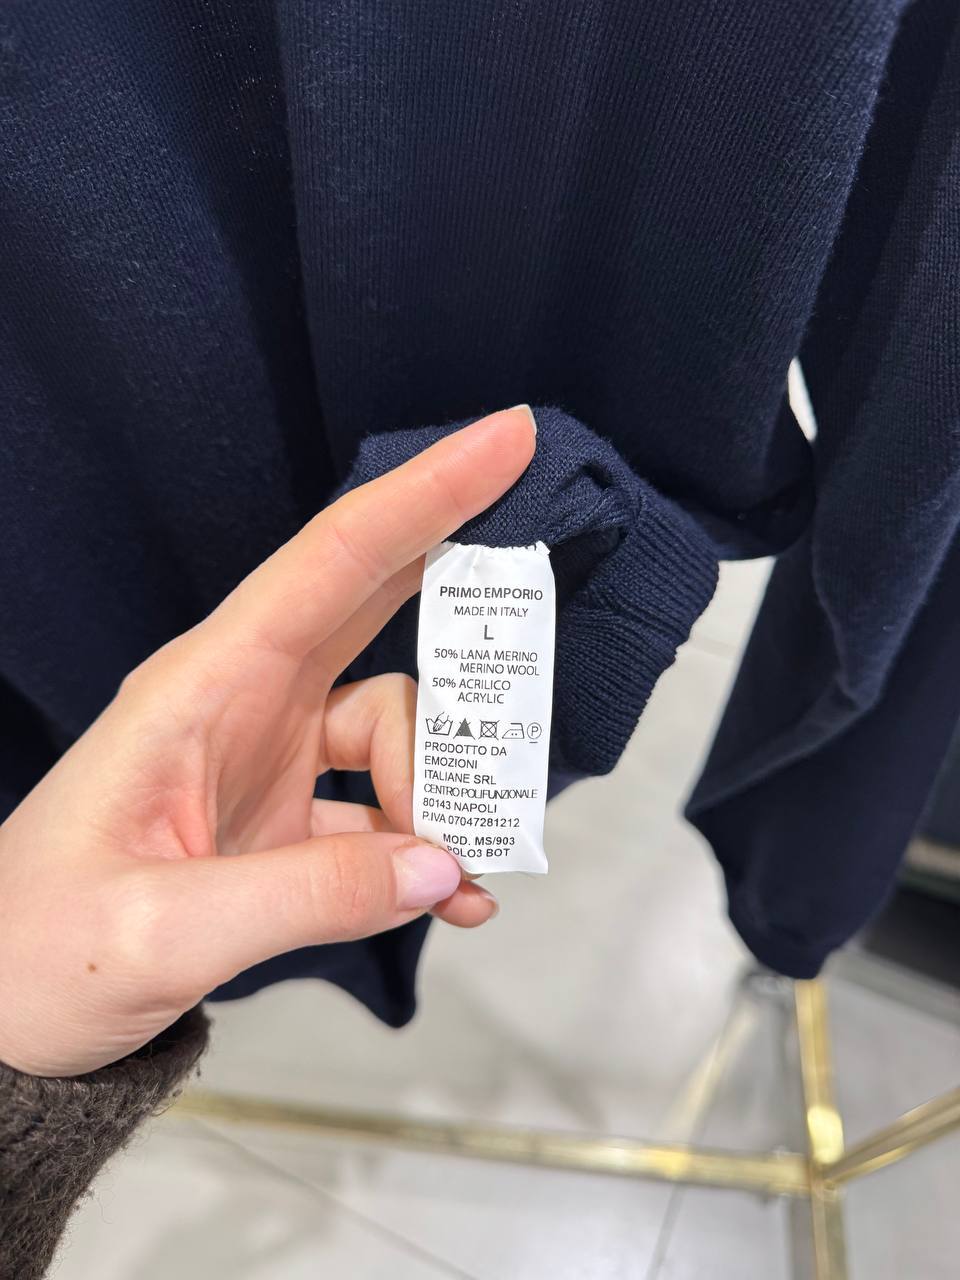 PRIMO EMPORIO
MADE IN ITALY
L
50% LANA MERINO
MERINO WOOL
50% ACRILICO
ACRYLIC
P
PRODOTTO DA
EMOZIONI
ITALIANE SRL
CENTRO POLIFUNZIONALE
80143 NAPOLI
P.IVA 07047281212
MOD. MS/903
POLO3 BOT